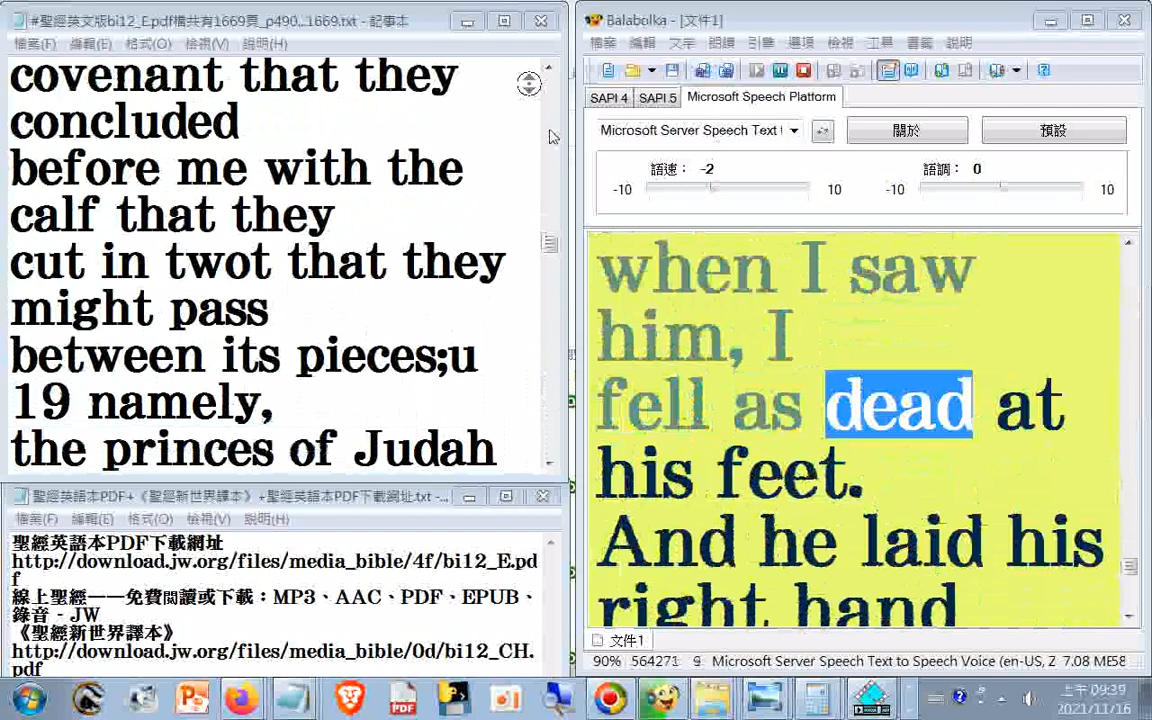 #聖經英文版bi12_E.pdf橫共有1669頁_p490...1669.txt - 記事本
檔案(F) 編輯(E) 格式(O) 檢視(V) 說明(H)
covenant that they
concluded
before me with the
calf that they
cut in twot that they
might pass
between its pieces;u
19 namely,
the princes of Judah
聖經英語本PDF+《聖經新世界譯本》+聖經英語本PDF下載網址.txt -...
檔案(F) 編輯(E) 格式(O) 檢視(V) 說明(H)
聖經英語本PDF下載網址
http://download.jw.org/files/media_bible/4f/bi12_E.pd
f
線上聖經——免費閱讀或下載：MP3、AAC、PDF、EPUB、
錄音 - JW
《聖經新世界譯本》
http://download.jw.org/files/media_bible/0d/bi12_CH.
pdf
Balabolka - [文件1]
檔案 編輯 文字 朗讀 引擎 選項 檢視 工具 書籤 說明
SAPI 4 SAPI 5 Microsoft Speech Platform
Microsoft Server Speech Text
關於 預設
語速： -2 語調： 0
-10 10 -10 10
when I saw
him, I
fell as dead at
his feet.
And he laid his
right hand
文件1
90% 564271 Microsoft Server Speech Text to Speech Voice (en-US, Z 7.08 ME58
PDF
上午 09:39
2021/11/16